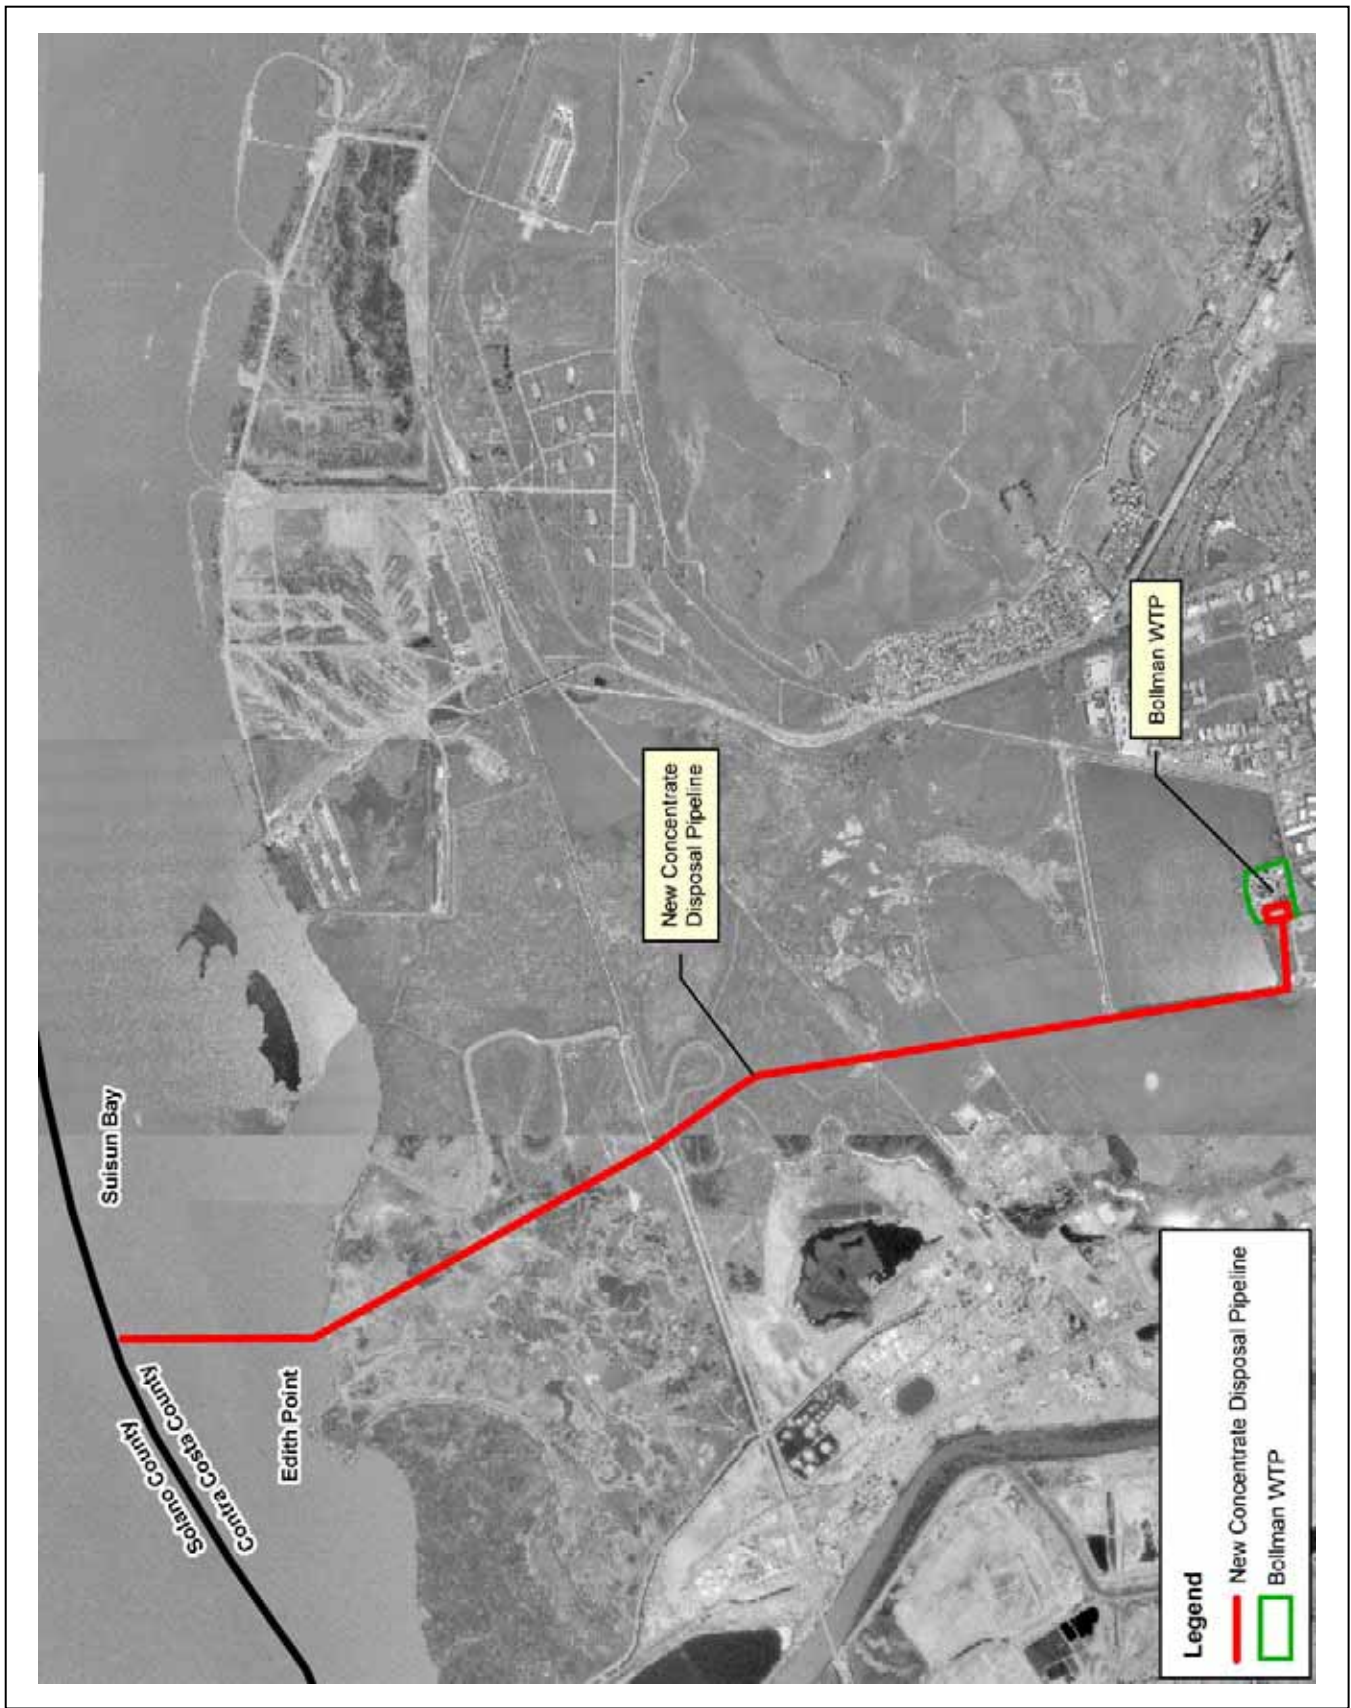 Solano County
Contra Costa County
Suisun Bay
Edith Point
New Concentrate
Disposal Pipeline
Bollman WTP
Legend
New Concentrate Disposal Pipeline
Bollman WTP